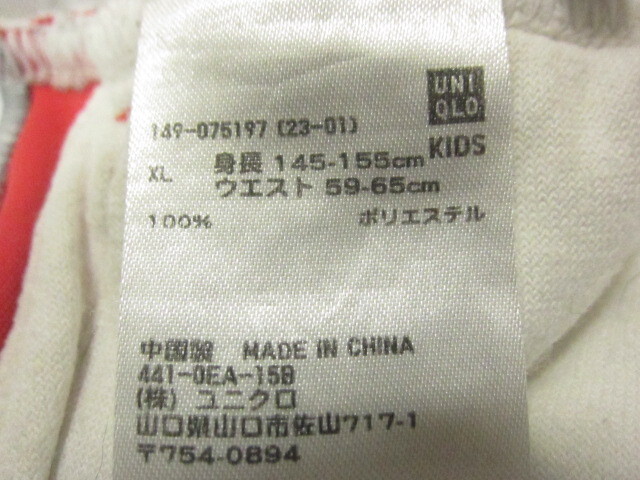 UNI
QLO
KIDS
149-075197 (23-01)
XL 身長 145-155cm
ウエスト 59-65cm
100% ポリエステル
中国製 MADE IN CHINA
441-0EA-15B
(株) ユニクロ
山口県山口市佐山717-1
〒754-0894